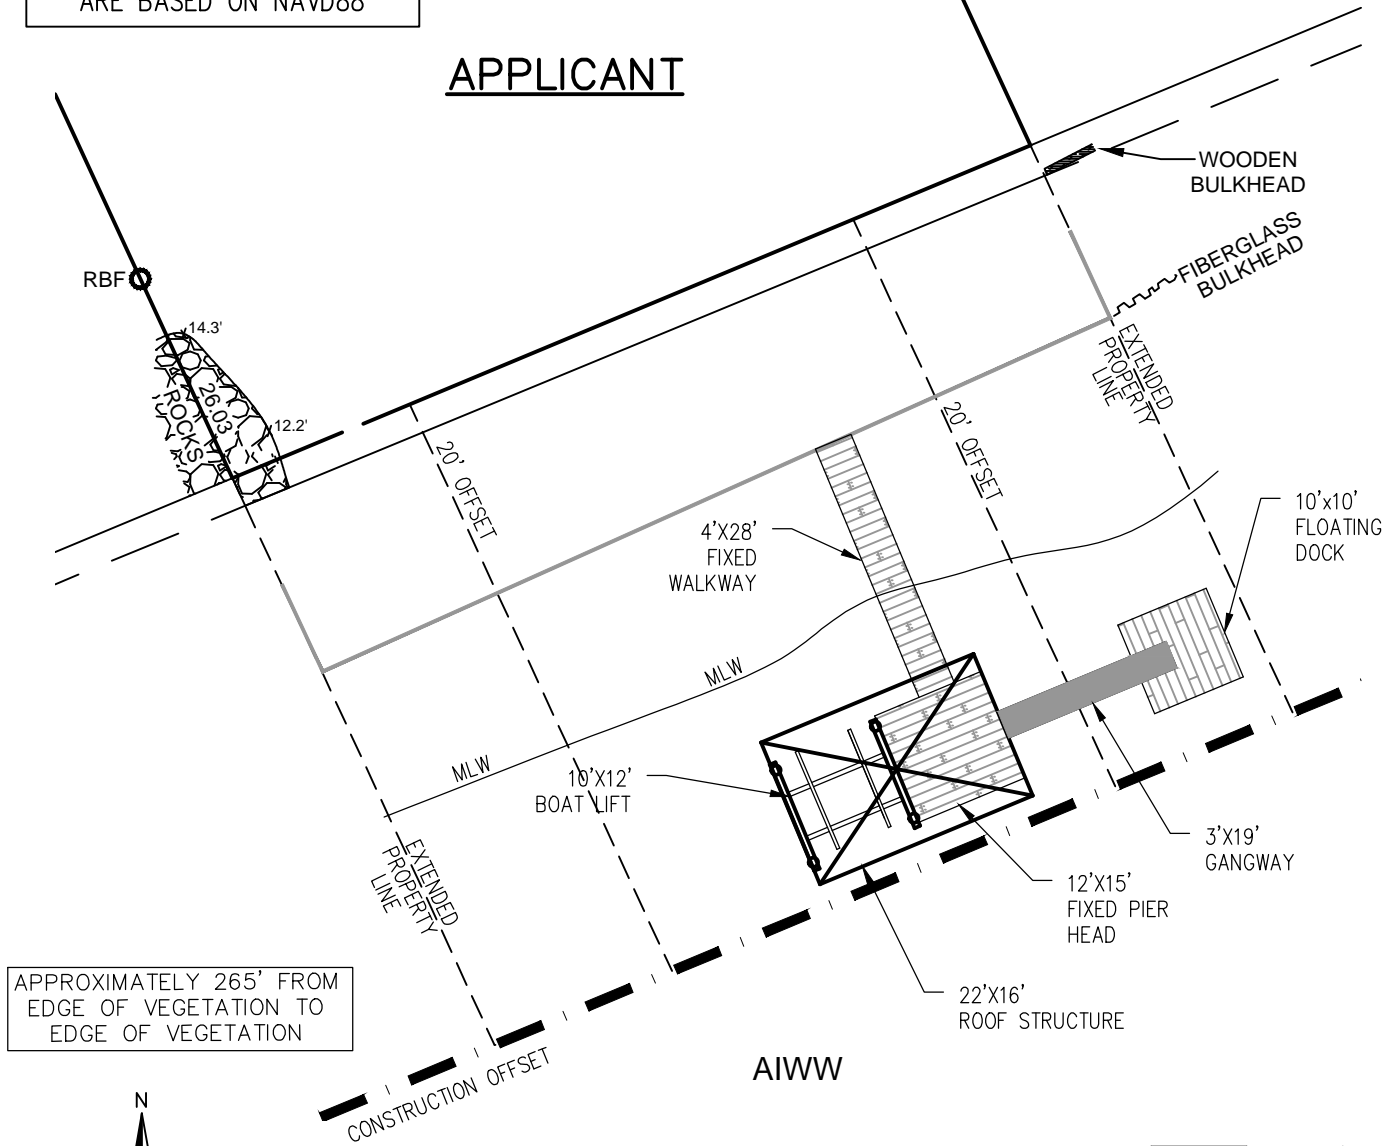 ARE BASED ON NAVD88
APPLICANT
WOODEN
BULKHEAD
FIBERGLASS
BULKHEAD
RBF
14.3'
26.03
ROCKS
12.2'
EXTENDED
PROPERTY
LINE
20' OFFSET
20' OFFSET
4'X28'
FIXED
WALKWAY
10'x10'
FLOATING
DOCK
MLW
MLW
10'X12'
BOAT LIFT
3'X19'
GANGWAY
12'X15'
FIXED PIER
HEAD
EXTENDED
PROPERTY
LINE
22'X16'
ROOF STRUCTURE
APPROXIMATELY 265' FROM
EDGE OF VEGETATION TO
EDGE OF VEGETATION
CONSTRUCTION OFFSET
AIWW
N